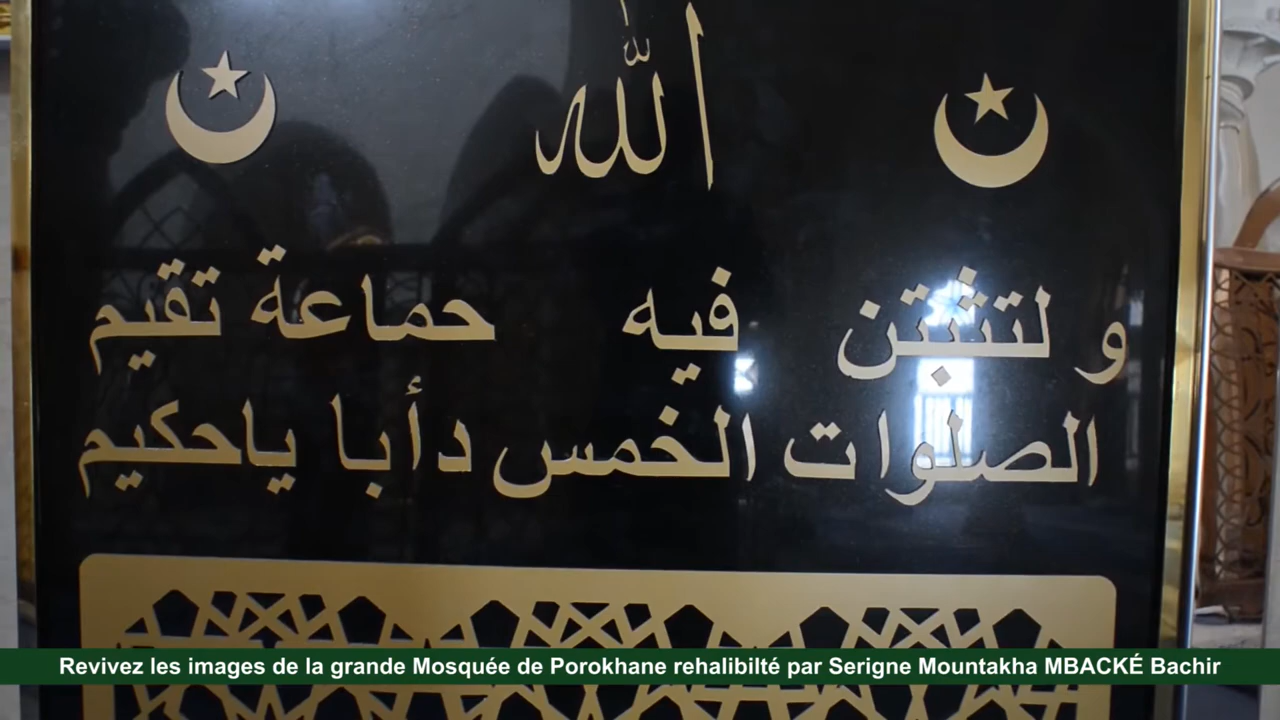 الله
و لتثبتن فيه حماعة تقيم
الصلوات الخمس دأبا ياحكيم
Revivez les images de la grande Mosquée de Porokhane rehalibilté par Serigne Mountakha MBACKÉ Bachir